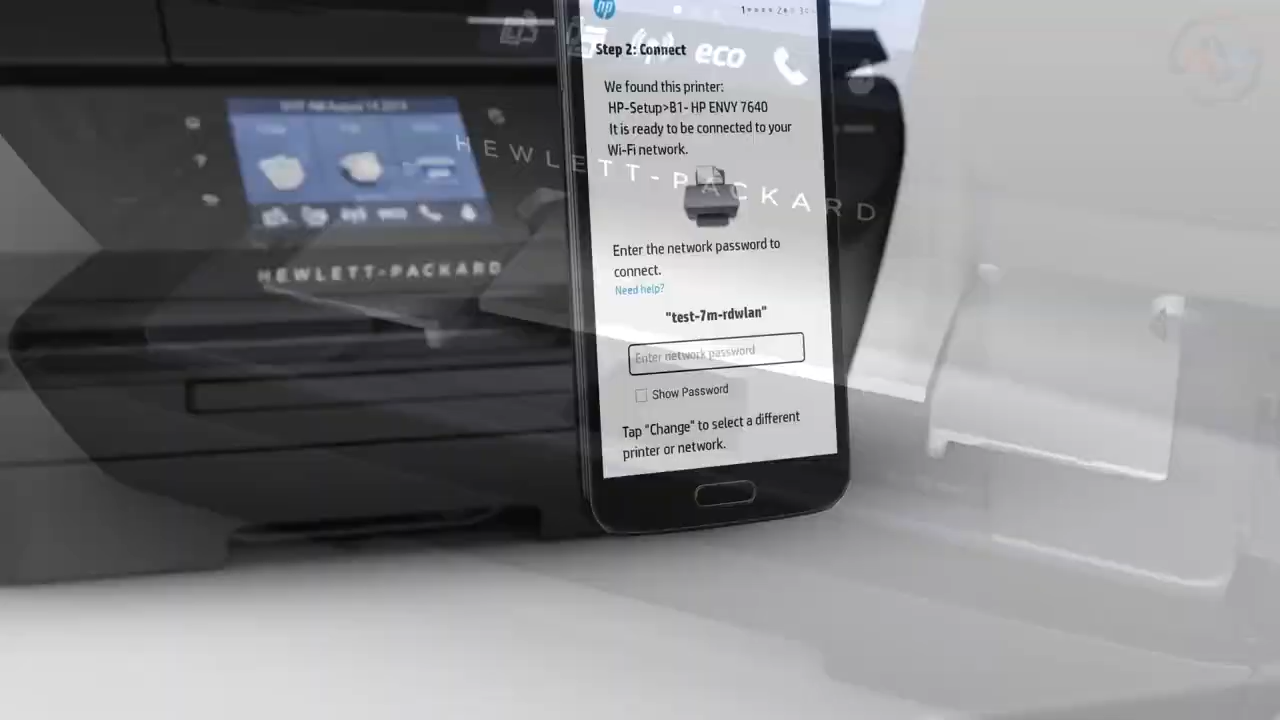 hp
Step 2: Connect
eco
We found this printer:
HP-Setup>B1- HP ENVY 7640
It is ready to be connected to your
Wi-Fi network.
HEWLETT-PACKARD
Enter the network password to
connect.
Need help?
"test-7m-rdwlan"
Enter network password
Show Password
Tap "Change" to select a different
printer or network.
HEWLETT-PACKARD